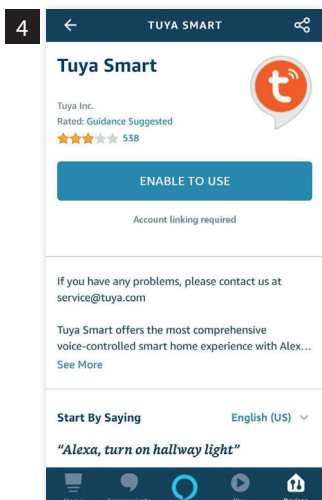 4
TUYA SMART
Tuya Smart
Tuya Inc.
Rated: Guidance Suggested
538
ENABLE TO USE
Account linking required
If you have any problems, please contact us at
service@tuya.com
Tuya Smart offers the most comprehensive
voice-controlled smart home experience with Alex...
See More
Start By Saying
English (US)
“Alexa, turn on hallway light”